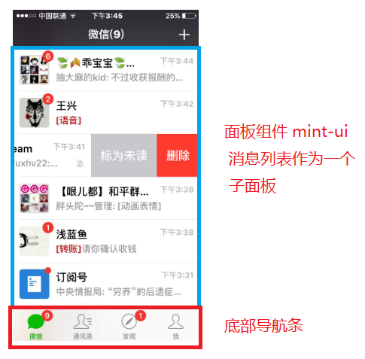 中国联通 下午3:45 25%
微信(9)
6 🍃🍂乖宝宝🍃... 下午3:44
抽大麻的kid: 不过收获报酬的...
2 王兴 下午3:42
[语音]
eam 下午3:41 标为未读 删除
ruxhv22:...
【哏儿都】和平群... 下午3:38
胖头陀~~管理: [动画表情]
1 浅蓝鱼 下午3:38
[转账]请你确认收钱
订阅号 下午3:31
中央情报局: “穷养”的后遗症...
9 1
微信 通讯录 发现 我
面板组件 mint-ui
消息列表作为一个
子面板
底部导航条